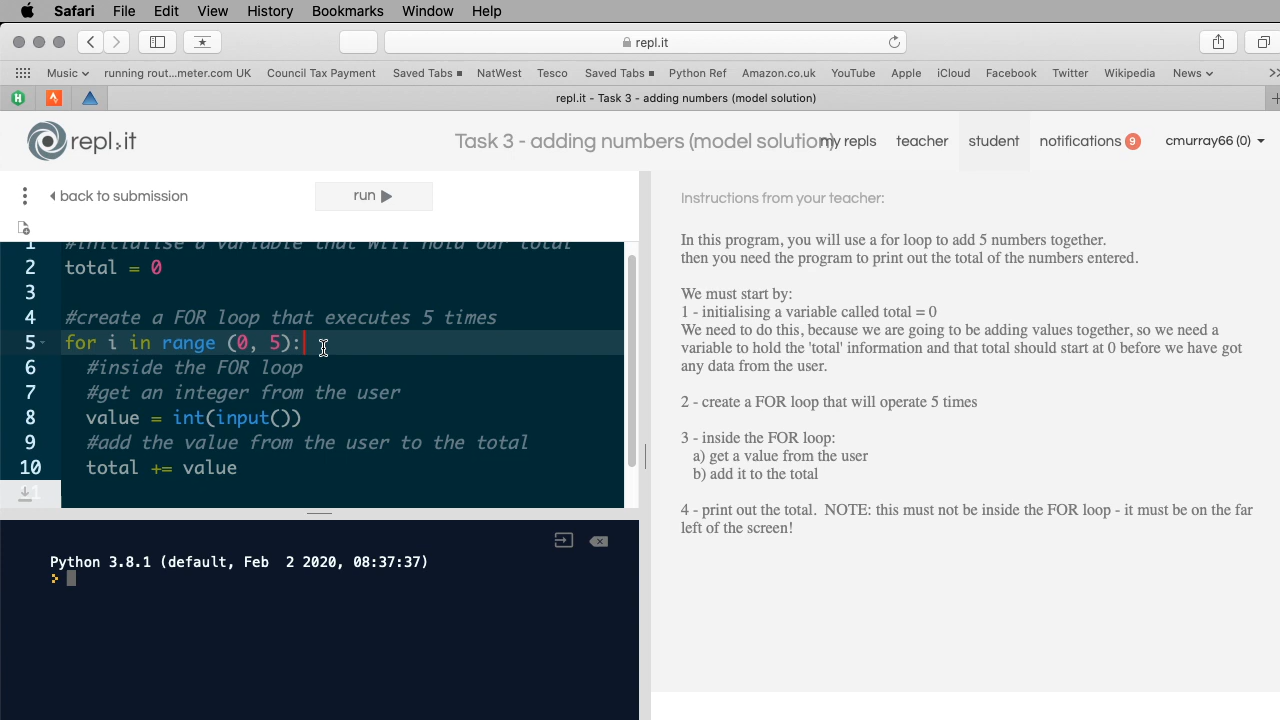 Safari File Edit View History Bookmarks Window Help
repl.it
Music running rout...meter.com UK Council Tax Payment Saved Tabs NatWest Tesco Saved Tabs Python Ref Amazon.co.uk YouTube Apple iCloud Facebook Twitter Wikipedia News
repl.it - Task 3 - adding numbers (model solution)
repl.it Task 3 - adding numbers (model solution) my repls teacher student notifications 9 cmurray66 (0)
back to submission run
1 #initialise a variable that will hold our total
2 total = 0
3
4 #create a FOR loop that executes 5 times
5 for i in range (0, 5):
6 #inside the FOR loop
7 #get an integer from the user
8 value = int(input())
9 #add the value from the user to the total
10 total += value
11
Python 3.8.1 (default, Feb  2 2020, 08:37:37)
Instructions from your teacher:
In this program, you will use a for loop to add 5 numbers together.
then you need the program to print out the total of the numbers entered.
We must start by:
1 - initialising a variable called total = 0
We need to do this, because we are going to be adding values together, so we need a
variable to hold the 'total' information and that total should start at 0 before we have got
any data from the user.
2 - create a FOR loop that will operate 5 times
3 - inside the FOR loop:
a) get a value from the user
b) add it to the total
4 - print out the total.  NOTE: this must not be inside the FOR loop - it must be on the far
left of the screen!